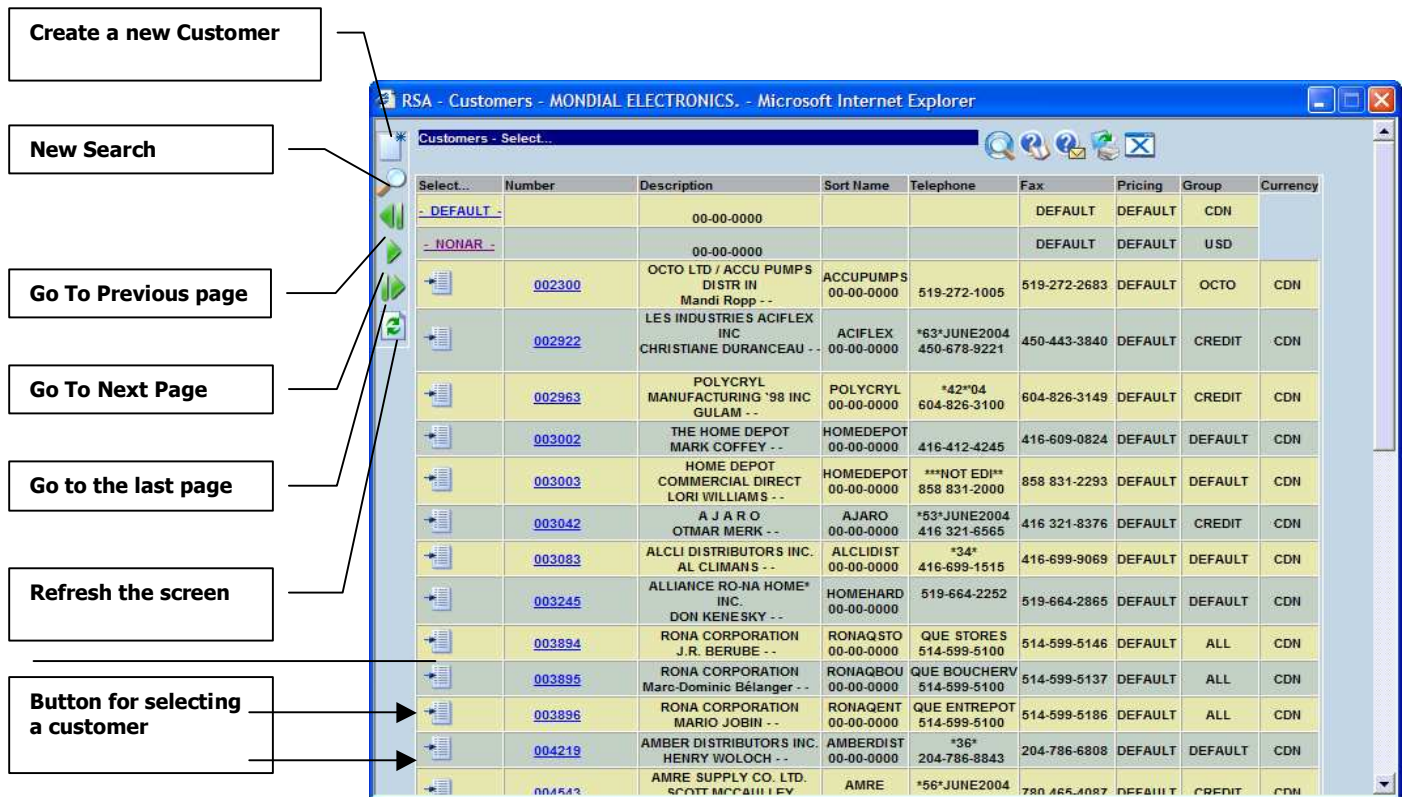 Create a new Customer
New Search
Go To Previous page
Go To Next Page
Go to the last page
Refresh the screen
Button for selecting
a customer
RSA - Customers - MONDIAL ELECTRONICS. - Microsoft Internet Explorer
Customers - Select...
Select... Number Description Sort Name Telephone Fax Pricing Group Currency
- DEFAULT - 00-00-0000 DEFAULT DEFAULT CDN
- NONAR - 00-00-0000 DEFAULT DEFAULT USD
OCTO LTD / ACCU PUMPS
DISTR IN
Mandi Ropp - -
002300 ACCUPUMPS
00-00-0000 519-272-1005 519-272-2683 DEFAULT OCTO CDN
LES INDUSTRIES ACIFLEX
INC
CHRISTIANE DURANCEAU - -
002922 ACIFLEX *63*JUNE2004
00-00-0000 450-678-9221 450-443-3840 DEFAULT CREDIT CDN
POLYCRYL
MANUFACTURING '98 INC
GULAM - -
002963 POLYCRYL *42*'04
00-00-0000 604-826-3100 604-826-3149 DEFAULT CREDIT CDN
THE HOME DEPOT
MARK COFFEY - -
003002 HOMEDEPOT
00-00-0000 416-412-4245 416-609-0824 DEFAULT DEFAULT CDN
HOME DEPOT
COMMERCIAL DIRECT
LORI WILLIAMS - -
003003 HOMEDEPOT ***NOT EDI**
00-00-0000 858 831-2000 858 831-2293 DEFAULT DEFAULT CDN
A J A R O
OTMAR MERK - -
003042 AJARO *53*JUNE2004
00-00-0000 416 321-6565 416 321-8376 DEFAULT CREDIT CDN
ALCLI DISTRIBUTORS INC.
AL CLIMANS - -
003083 ALCLIDIST *34*
00-00-0000 416-699-1515 416-699-9069 DEFAULT DEFAULT CDN
ALLIANCE RO-NA HOME*
INC.
DON KENESKY - -
003245 HOMEHARD 519-664-2252
00-00-0000 519-664-2865 DEFAULT DEFAULT CDN
RONA CORPORATION
J.R. BERUBE - -
003894 RONAQSTO QUE STORES
00-00-0000 514-599-5100 514-599-5146 DEFAULT ALL CDN
RONA CORPORATION
Marc-Dominic Bélanger - -
003895 RONAQBOU QUE BOUCHERV
00-00-0000 514-599-5100 514-599-5137 DEFAULT ALL CDN
RONA CORPORATION
MARIO JOBIN - -
003896 RONAQENT QUE ENTREPOT
00-00-0000 514-599-5100 514-599-5186 DEFAULT ALL CDN
AMBER DISTRIBUTORS INC.
HENRY WOLOCH - -
004219 AMBERDIST *36*
00-00-0000 204-786-8843 204-786-6808 DEFAULT DEFAULT CDN
AMRE SUPPLY CO. LTD.
SCOTT MCCAULLEY
004543 AMRE *56*JUNE2004
780 465-4087 DEFAULT CREDIT CDN